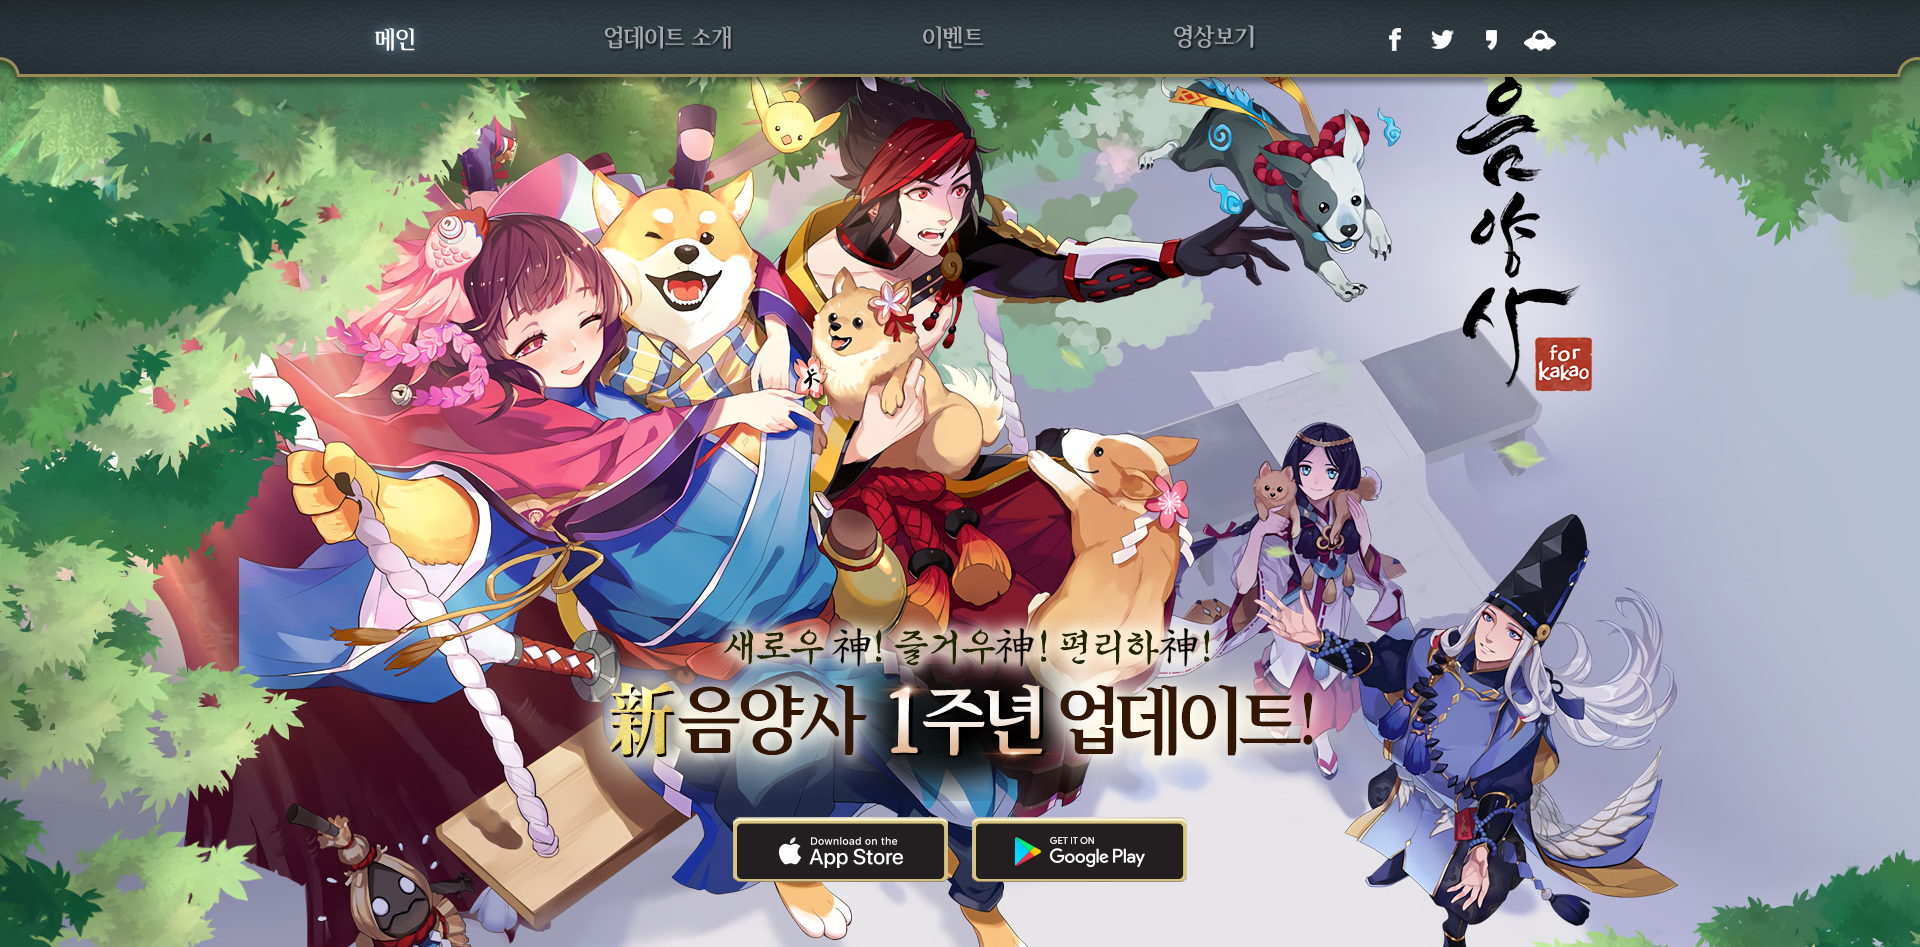 메인
업데이트 소개
이벤트
영상보기
음양사
for
kakao
天
새로우神! 즐거우神! 편리하神!
新음양사 1주년 업데이트!
Download on the
App Store
GET IT ON
Google Play